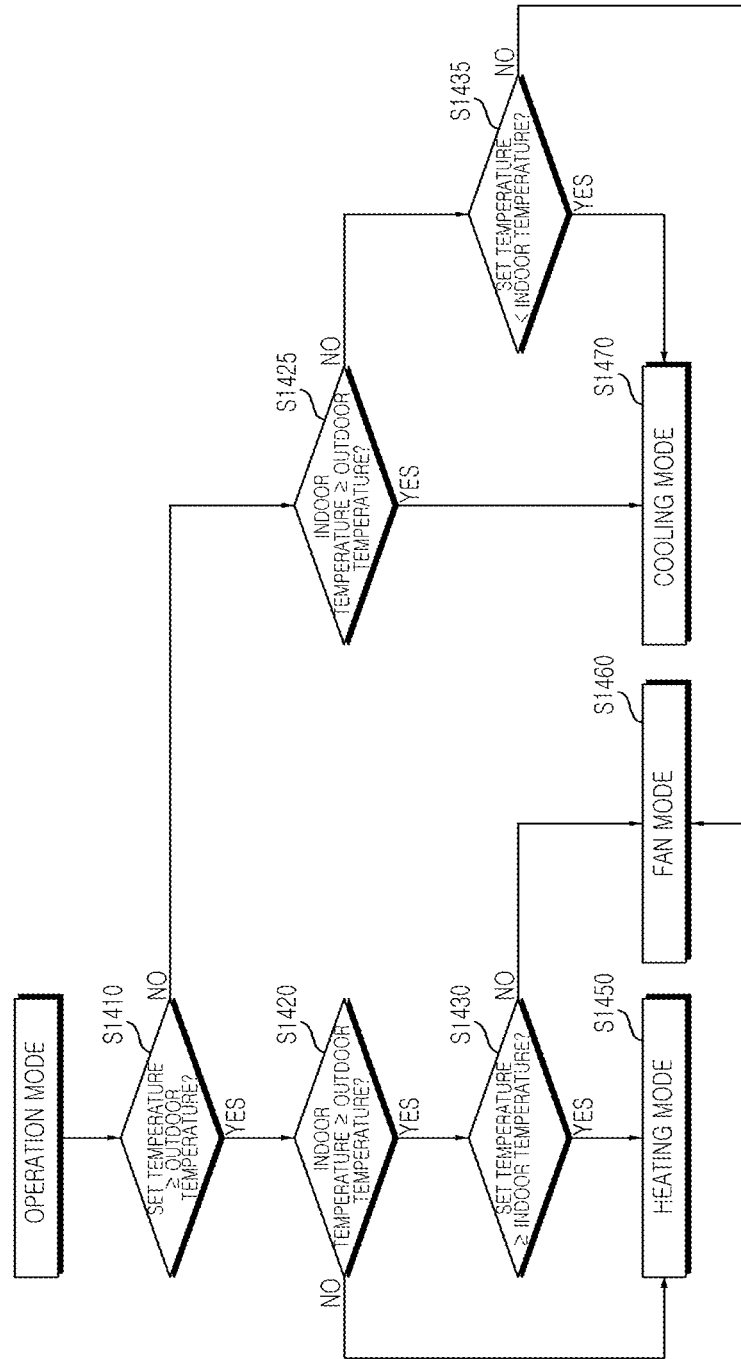 OPERATION MODE
S1410
SET TEMPERATURE
≥ OUTDOOR
TEMPERATURE?
NO
YES
S1420
INDOOR
TEMPERATURE ≥ OUTDOOR
TEMPERATURE?
NO
YES
S1425
INDOOR
TEMPERATURE ≥ OUTDOOR
TEMPERATURE?
NO
YES
S1430
SET TEMPERATURE
≥ INDOOR TEMPERATURE?
NO
YES
S1435
SET TEMPERATURE
< INDOOR TEMPERATURE?
NO
YES
S1450
HEATING MODE
S1460
FAN MODE
S1470
COOLING MODE